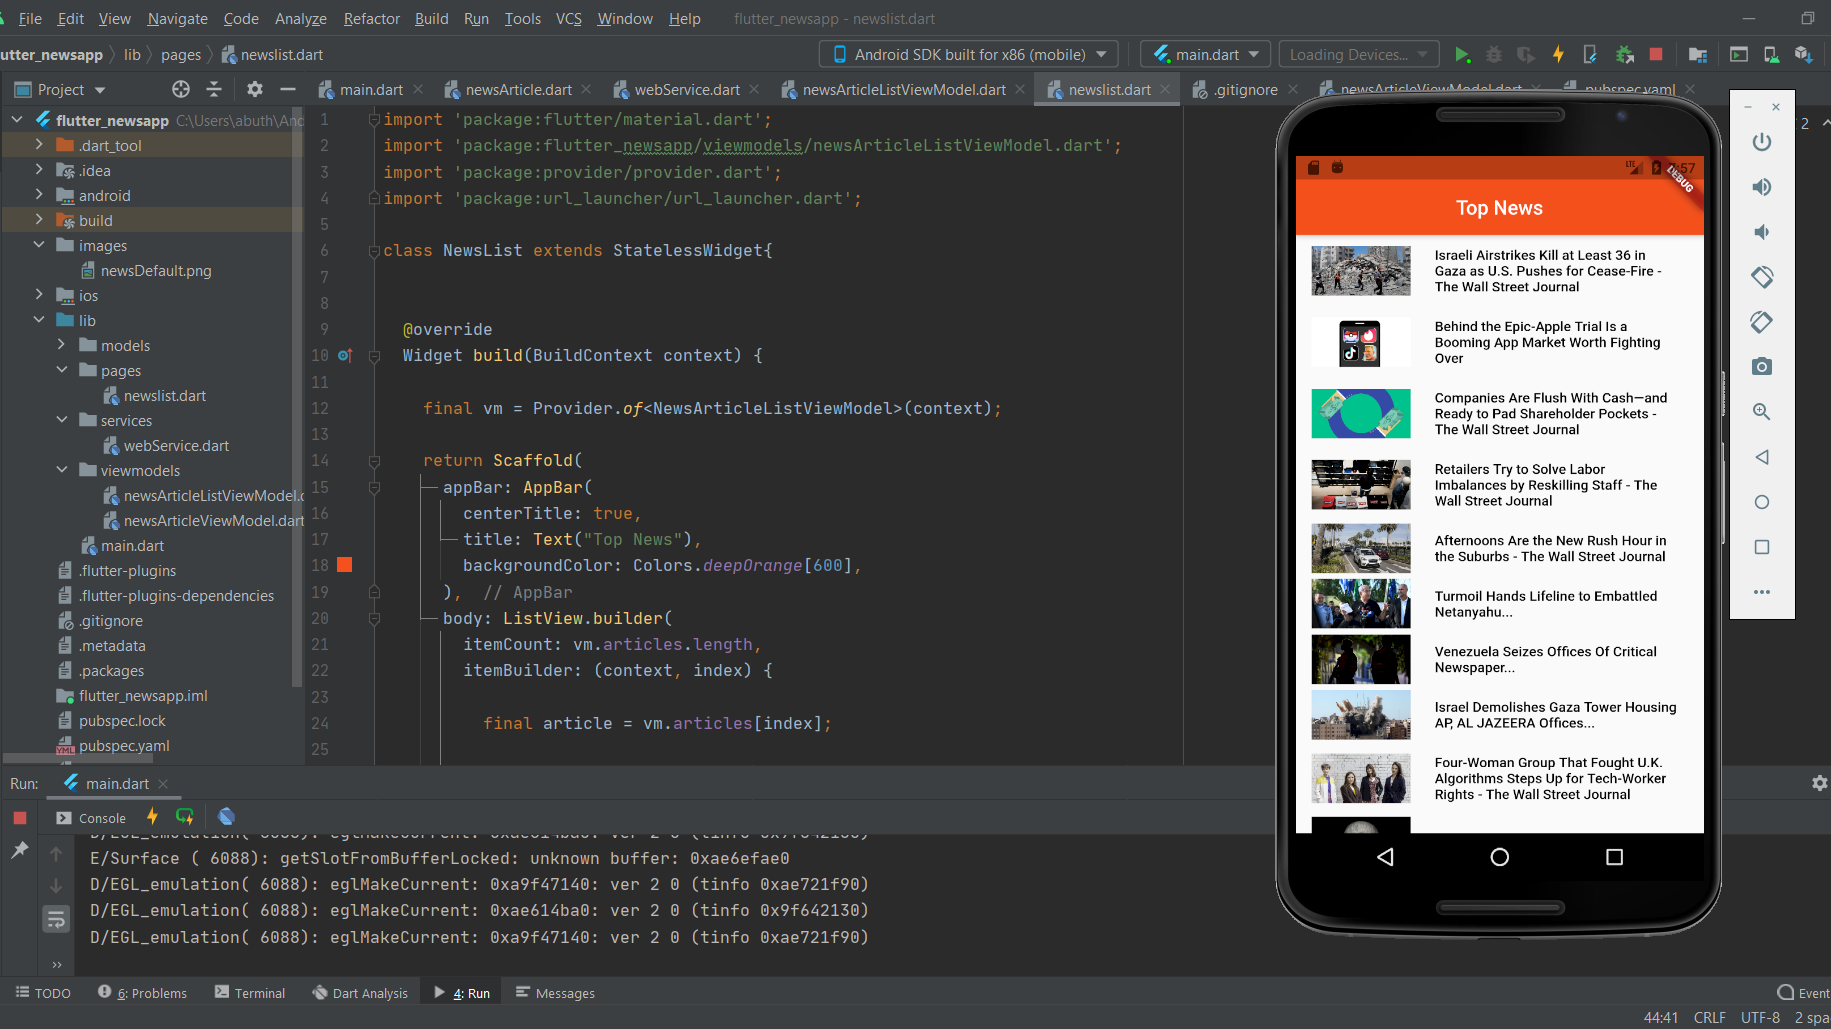 File Edit View Navigate Code Analyze Refactor Build Run Tools VCS Window Help flutter_newsapp - newslist.dart
utter_newsapp lib pages newslist.dart Android SDK built for x86 (mobile) main.dart Loading Devices...
Project main.dart newsArticle.dart webService.dart newsArticleListViewModel.dart newslist.dart .gitignore newsArticleViewModel.dart pubspec.yaml
flutter_newsapp C:\Users\abuth\And
.dart_tool
.idea
android
build
images
newsDefault.png
ios
lib
models
pages
newslist.dart
services
webService.dart
viewmodels
newsArticleListViewModel.d
newsArticleViewModel.dart
main.dart
.flutter-plugins
.flutter-plugins-dependencies
.gitignore
.metadata
.packages
flutter_newsapp.iml
pubspec.lock
pubspec.yaml
YML
1 import 'package:flutter/material.dart';
2 import 'package:flutter_newsapp/viewmodels/newsArticleListViewModel.dart';
3 import 'package:provider/provider.dart';
4 import 'package:url_launcher/url_launcher.dart';
5
6 class NewsList extends StatelessWidget{
7
8
9 @override
10 Widget build(BuildContext context) {
11
12 final vm = Provider.of<NewsArticleListViewModel>(context);
13
14 return Scaffold(
15 appBar: AppBar(
16 centerTitle: true,
17 title: Text("Top News"),
18 backgroundColor: Colors.deepOrange[600],
19 ), // AppBar
20 body: ListView.builder(
21 itemCount: vm.articles.length,
22 itemBuilder: (context, index) {
23
24 final article = vm.articles[index];
25
2
LTE :57
DEBUG
Top News
Israeli Airstrikes Kill at Least 36 in
Gaza as U.S. Pushes for Cease-Fire -
The Wall Street Journal
Behind the Epic-Apple Trial Is a
Booming App Market Worth Fighting
Over
Companies Are Flush With Cash—and
Ready to Pad Shareholder Pockets -
The Wall Street Journal
Retailers Try to Solve Labor
Imbalances by Reskilling Staff - The
Wall Street Journal
Afternoons Are the New Rush Hour in
the Suburbs - The Wall Street Journal
Turmoil Hands Lifeline to Embattled
Netanyahu...
Venezuela Seizes Offices Of Critical
Newspaper...
Israel Demolishes Gaza Tower Housing
AP, AL JAZEERA Offices...
Four-Woman Group That Fought U.K.
Algorithms Steps Up for Tech-Worker
Rights - The Wall Street Journal
Run: main.dart
Console
D/EGL_emulation( 6088): eglMakeCurrent: 0xae614ba0: ver 2 0 (tinfo 0x9f642130)
E/Surface ( 6088): getSlotFromBufferLocked: unknown buffer: 0xae6efae0
D/EGL_emulation( 6088): eglMakeCurrent: 0xa9f47140: ver 2 0 (tinfo 0xae721f90)
D/EGL_emulation( 6088): eglMakeCurrent: 0xae614ba0: ver 2 0 (tinfo 0x9f642130)
D/EGL_emulation( 6088): eglMakeCurrent: 0xa9f47140: ver 2 0 (tinfo 0xae721f90)
TODO 6: Problems Terminal Dart Analysis 4: Run Messages Event
44:41 CRLF UTF-8 2 spa